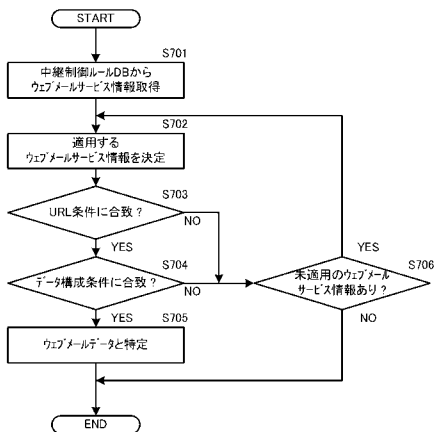 START
S701
中継制御ルールDBから
ウェブメールサービス情報取得
S702
適用する
ウェブメールサービス情報を決定
S703
URL条件に合致？
NO
YES
S704
データ構成条件に合致？
NO
YES
S705
ウェブメールデータと特定
YES
S706
未適用のウェブメール
サービス情報あり？
NO
END